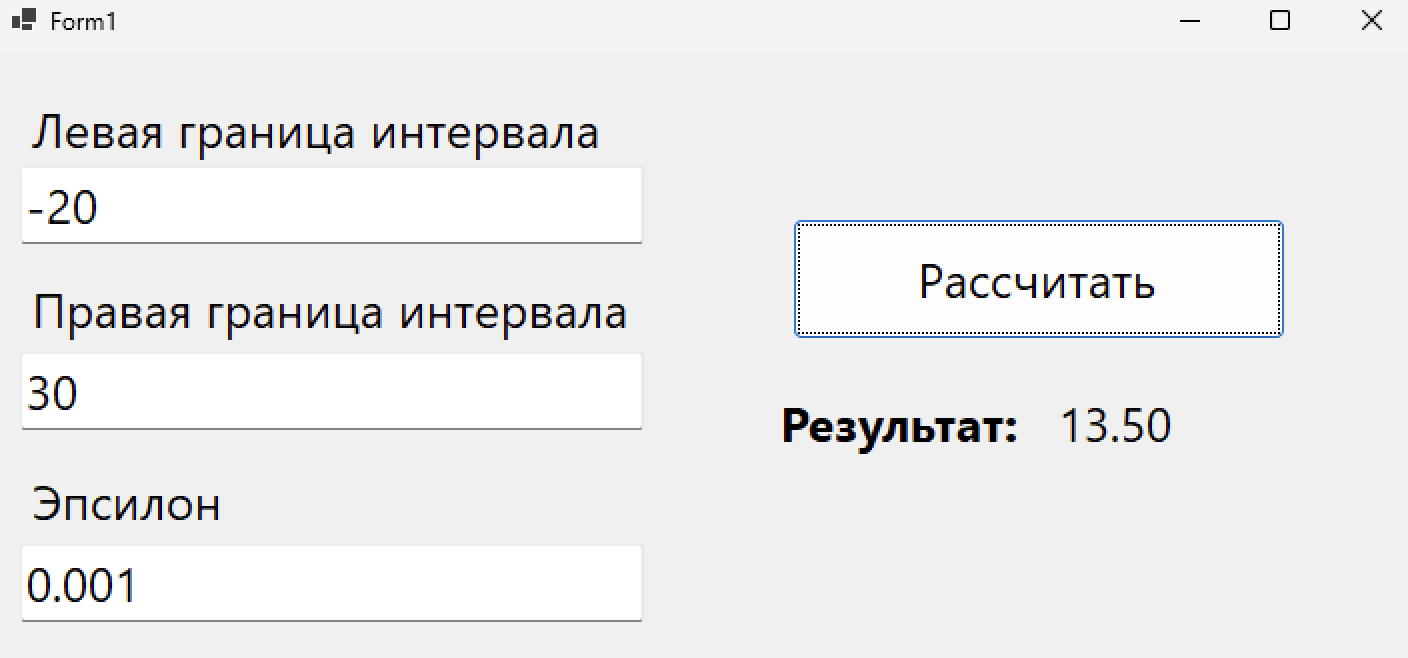 Form1
Левая граница интервала
-20
Правая граница интервала
30
Эпсилон
0.001
Рассчитать
Результат: 13.50